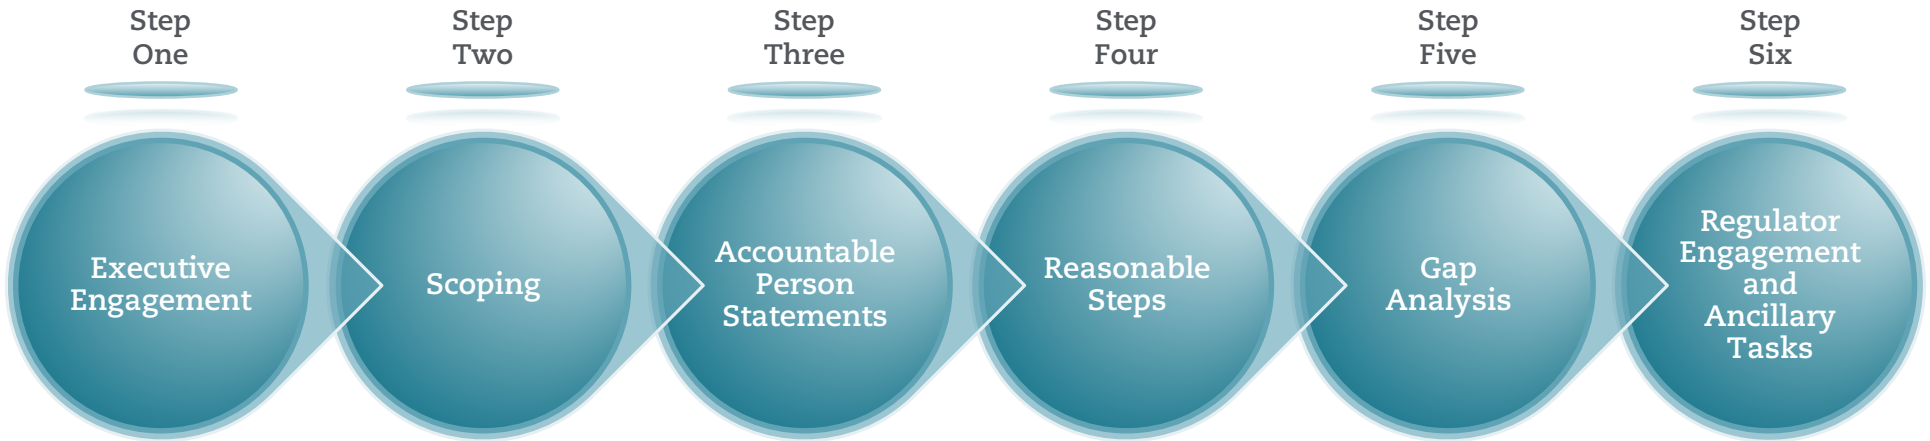 Step
One
Step
Two
Step
Three
Step
Four
Step
Five
Step
Six
Executive
Engagement
Scoping
Accountable
Person
Statements
Reasonable
Steps
Gap
Analysis
Regulator
Engagement
and
Ancillary
Tasks